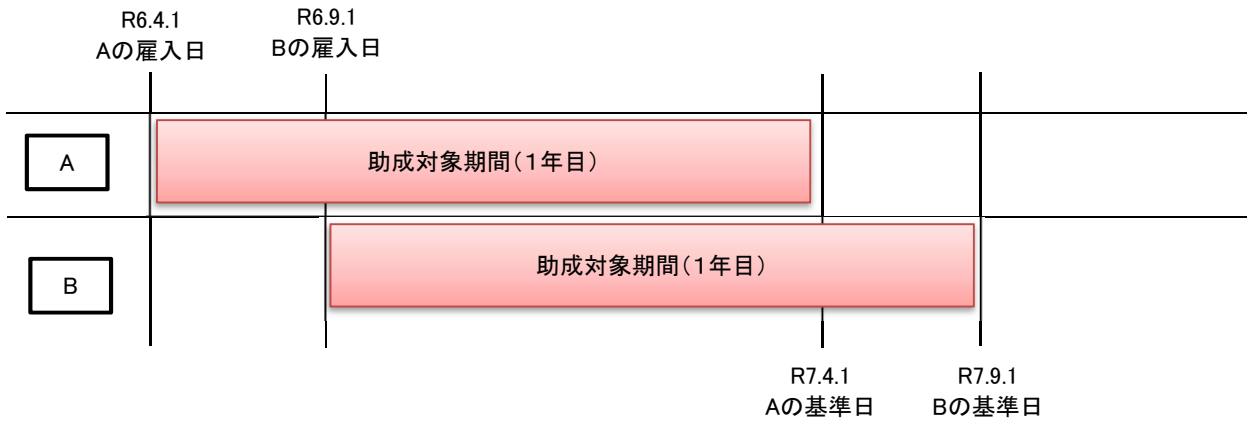 R6.4.1
Aの雇入日
R6.9.1
Bの雇入日
A
助成対象期間(1年目)
B
助成対象期間(1年目)
R7.4.1
Aの基準日
R7.9.1
Bの基準日